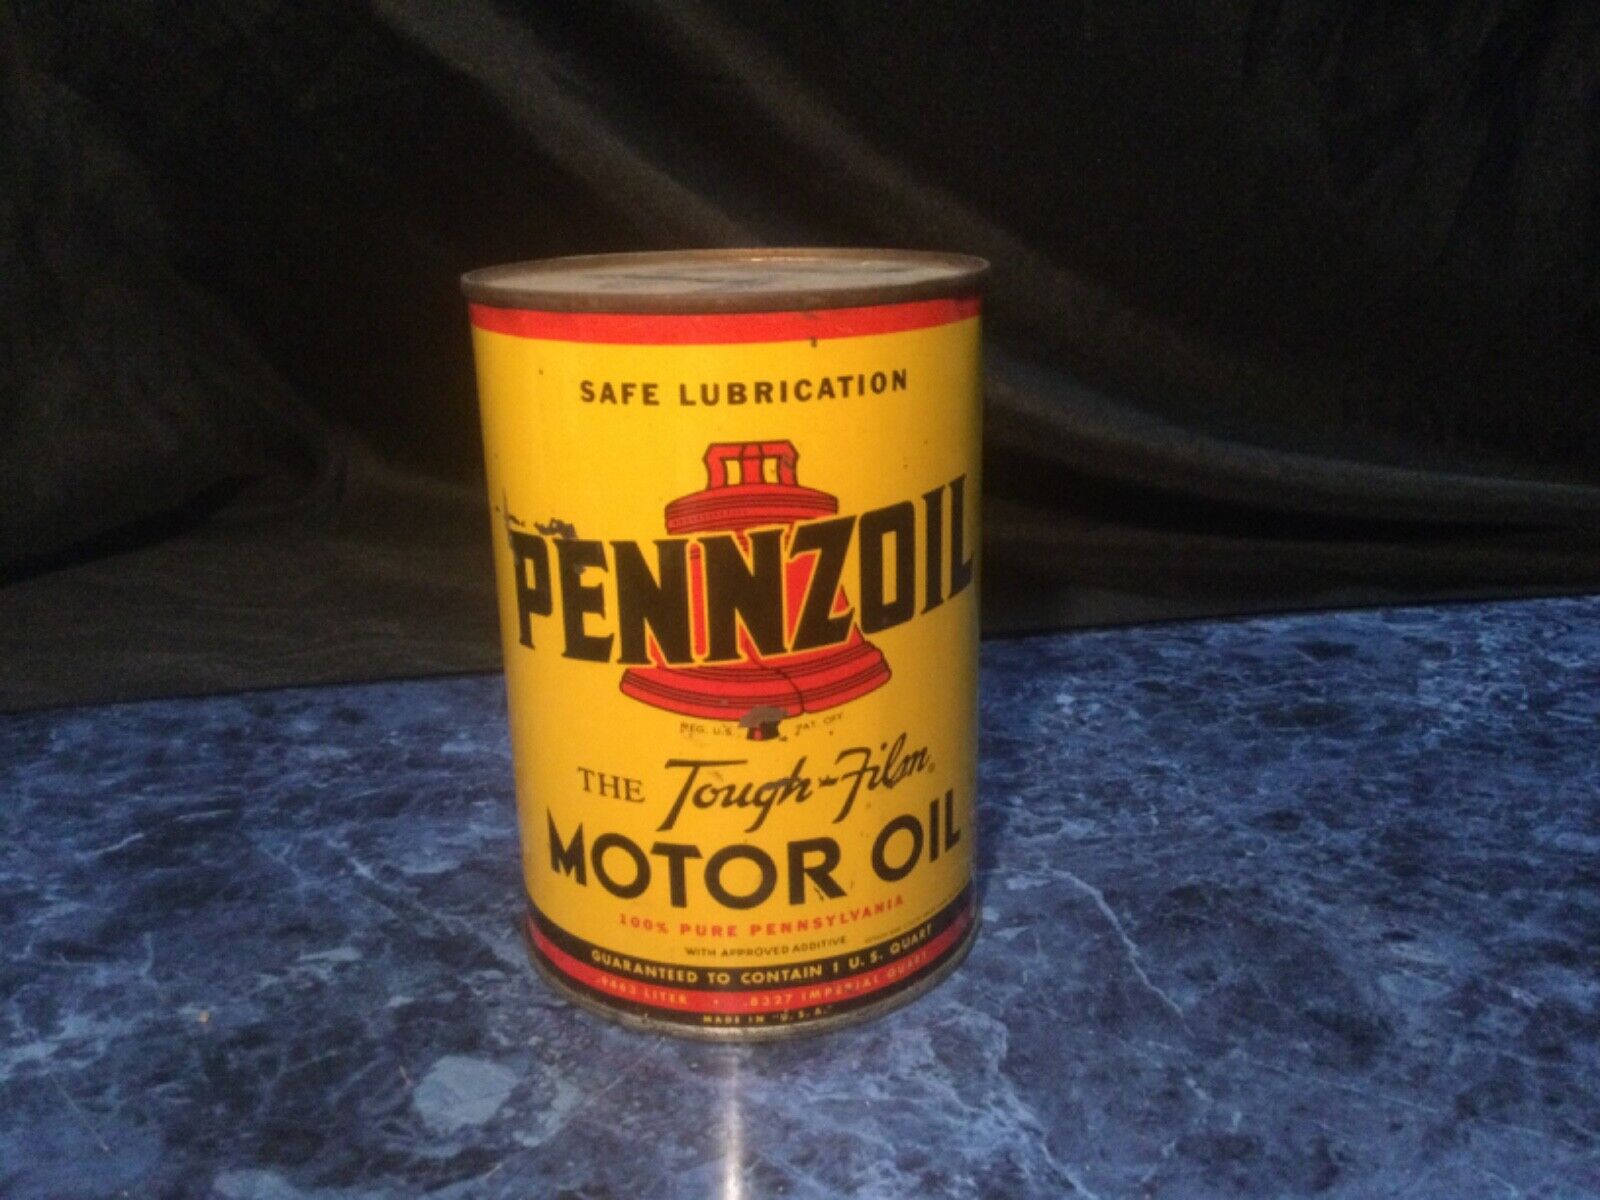 SAFE LUBRICATION
PENNZOIL
REG. U.S. PAT. OFF.
THE Tough-Film®
MOTOR OIL
100% PURE PENNSYLVANIA
WITH APPROVED ADDITIVE
GUARANTEED TO CONTAIN 1 U. S. QUART
.9463 LITER · .8327 IMPERIAL QUART
MADE IN "U.S.A."